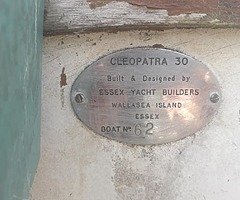 CLEOPATRA 30
Built & Designed by
ESSEX YACHT BUILDERS
WALLASEA ISLAND
ESSEX
BOAT No 62